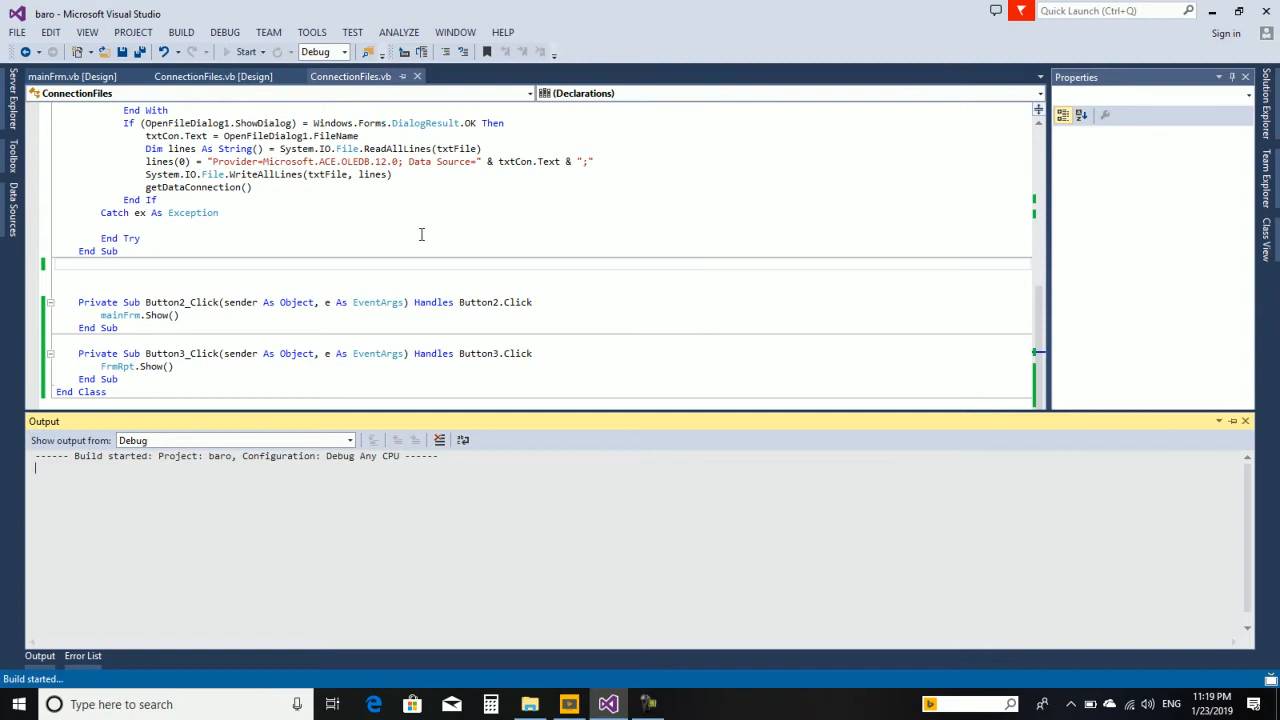 baro - Microsoft Visual Studio
Quick Launch (Ctrl+Q)
FILE EDIT VIEW PROJECT BUILD DEBUG TEAM TOOLS TEST ANALYZE WINDOW HELP
Sign in
Start Debug
mainFrm.vb [Design] ConnectionFiles.vb [Design] ConnectionFiles.vb
Properties
ConnectionFiles (Declarations)
End With
If (OpenFileDialog1.ShowDialog) = Windows.Forms.DialogResult.OK Then
txtCon.Text = OpenFileDialog1.FileName
Dim lines As String() = System.IO.File.ReadAllLines(txtFile)
lines(0) = "Provider=Microsoft.ACE.OLEDB.12.0; Data Source=" & txtCon.Text & ";"
System.IO.File.WriteAllLines(txtFile, lines)
getDataConnection()
End If
Catch ex As Exception
End Try
End Sub
Private Sub Button2_Click(sender As Object, e As EventArgs) Handles Button2.Click
mainFrm.Show()
End Sub
Private Sub Button3_Click(sender As Object, e As EventArgs) Handles Button3.Click
FrmRpt.Show()
End Sub
End Class
Server Explorer
Toolbox
Data Sources
Solution Explorer
Team Explorer
Class View
Output
Show output from: Debug
------ Build started: Project: baro, Configuration: Debug Any CPU ------
Output Error List
Build started...
Type here to search
ENG
11:19 PM
1/23/2019